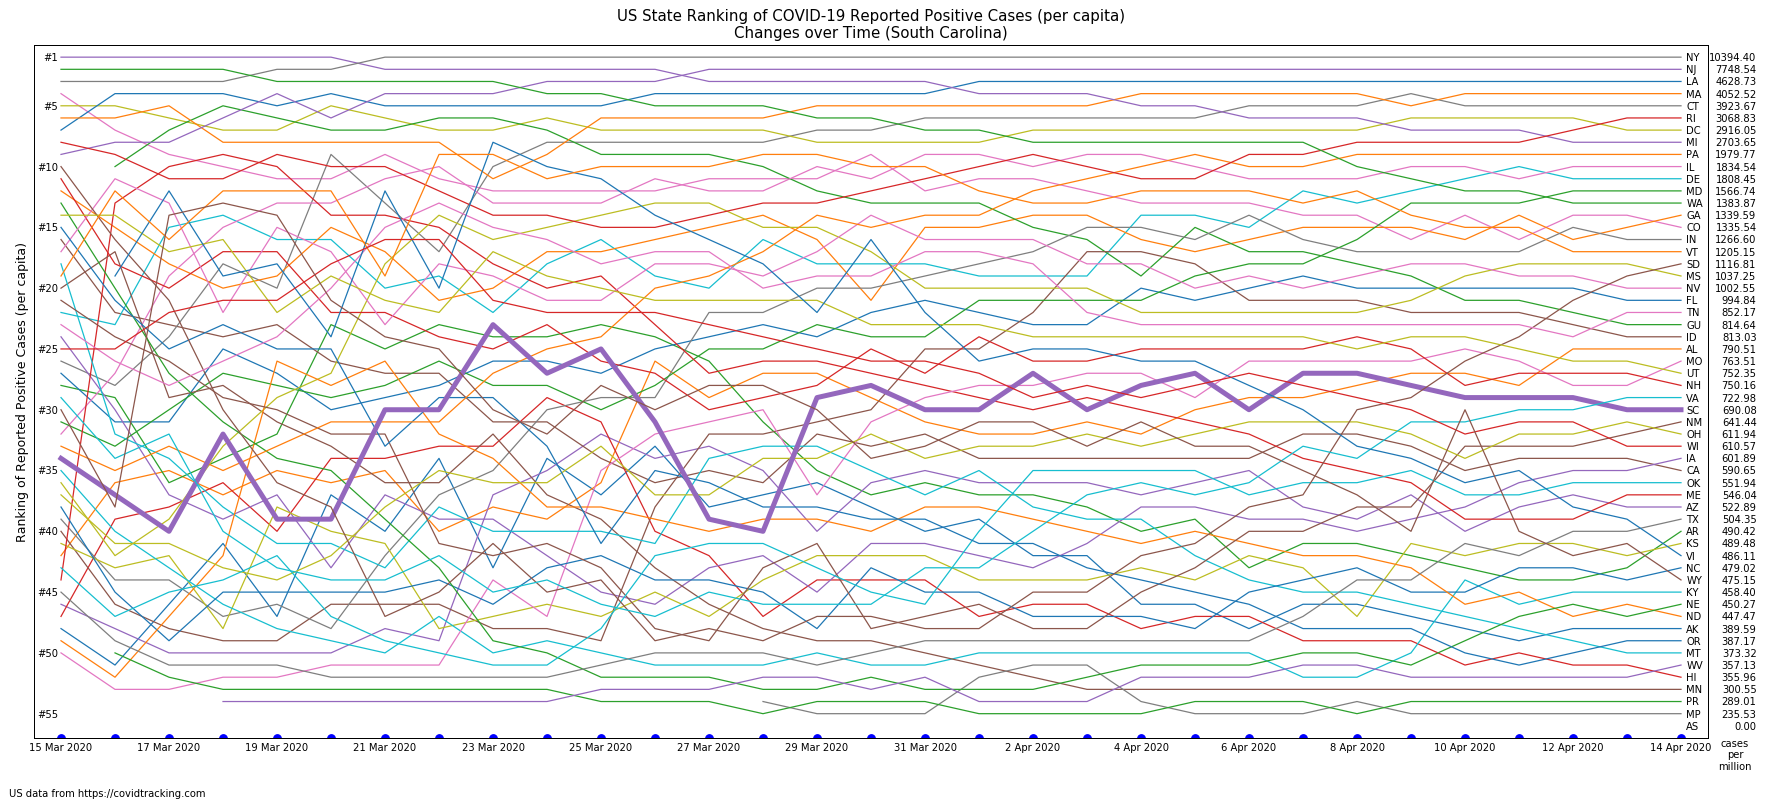 US State Ranking of COVID-19 Reported Positive Cases (per capita)
Changes over Time (South Carolina)
Ranking of Reported Positive Cases (per capita)
#1
#5
#10
#15
#20
#25
#30
#35
#40
#45
#50
#55
NY 10394.40
NJ 7748.54
LA 4628.73
MA 4052.52
CT 3923.67
RI 3068.83
DC 2916.05
MI 2703.65
PA 1979.77
IL 1834.54
DE 1808.45
MD 1566.74
WA 1383.87
GA 1339.59
CO 1335.54
IN 1266.60
VT 1205.15
SD 1116.81
MS 1037.25
NV 1002.55
FL 994.84
TN 852.17
GU 814.64
ID 813.03
AL 790.51
MO 763.51
UT 752.35
NH 750.16
VA 722.98
SC 690.08
NM 641.44
OH 611.94
WI 610.57
IA 601.89
CA 590.65
OK 551.94
ME 546.04
AZ 522.89
TX 504.35
AR 490.42
KS 489.48
VI 486.11
NC 479.02
WY 475.15
KY 458.40
NE 450.27
ND 447.47
AK 389.59
OR 387.17
MT 373.32
WV 357.13
HI 355.96
MN 300.55
PR 289.01
MP 235.53
AS 0.00
15 Mar 2020 17 Mar 2020 19 Mar 2020 21 Mar 2020 23 Mar 2020 25 Mar 2020 27 Mar 2020 29 Mar 2020 31 Mar 2020 2 Apr 2020 4 Apr 2020 6 Apr 2020 8 Apr 2020 10 Apr 2020 12 Apr 2020 14 Apr 2020
cases
per
million
US data from https://covidtracking.com